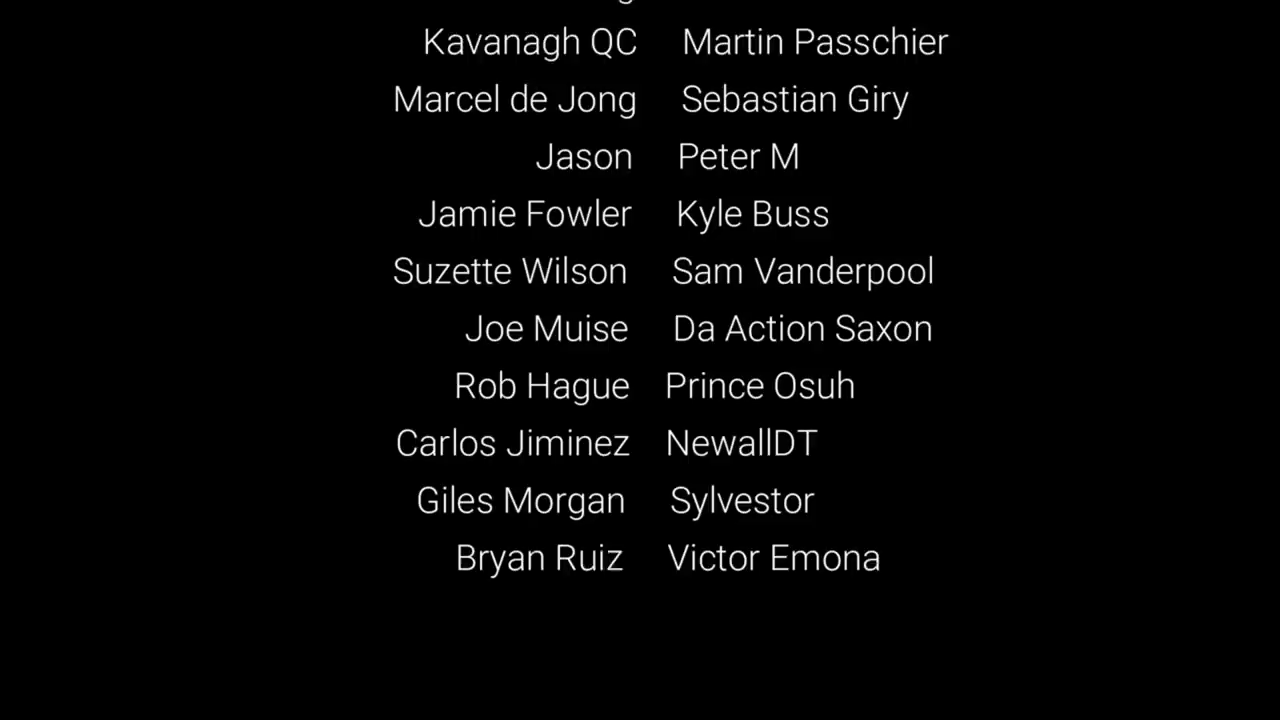 Kavanagh QC Martin Passchier
Marcel de Jong Sebastian Giry
Jason Peter M
Jamie Fowler Kyle Buss
Suzette Wilson Sam Vanderpool
Joe Muise Da Action Saxon
Rob Hague Prince Osuh
Carlos Jiminez NewallDT
Giles Morgan Sylvestor
Bryan Ruiz Victor Emona